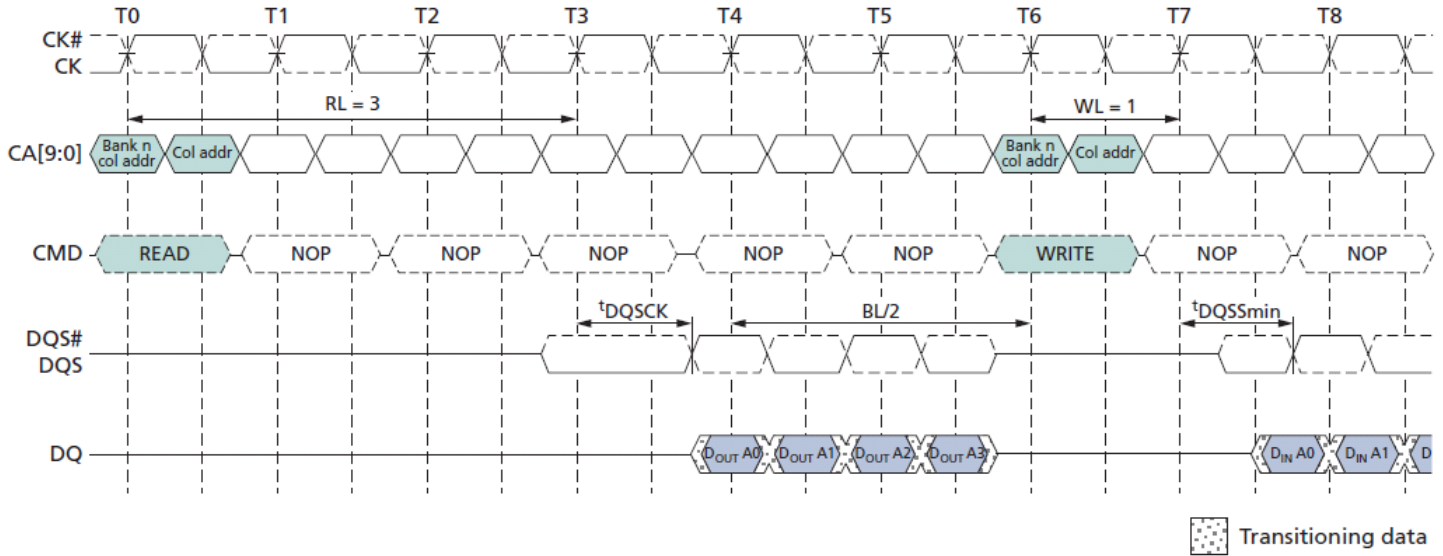 T0 T1 T2 T3 T4 T5 T6 T7 T8
CK#
CK
RL = 3 WL = 1
CA[9:0] Bank n col addr Col addr Bank n col addr Col addr
CMD READ NOP NOP NOP NOP NOP WRITE NOP NOP
tDQSCK BL/2 tDQSSmin
DQS#
DQS
DQ DOUT A0 DOUT A1 DOUT A2 DOUT A3 DIN A0 DIN A1 D
Transitioning data